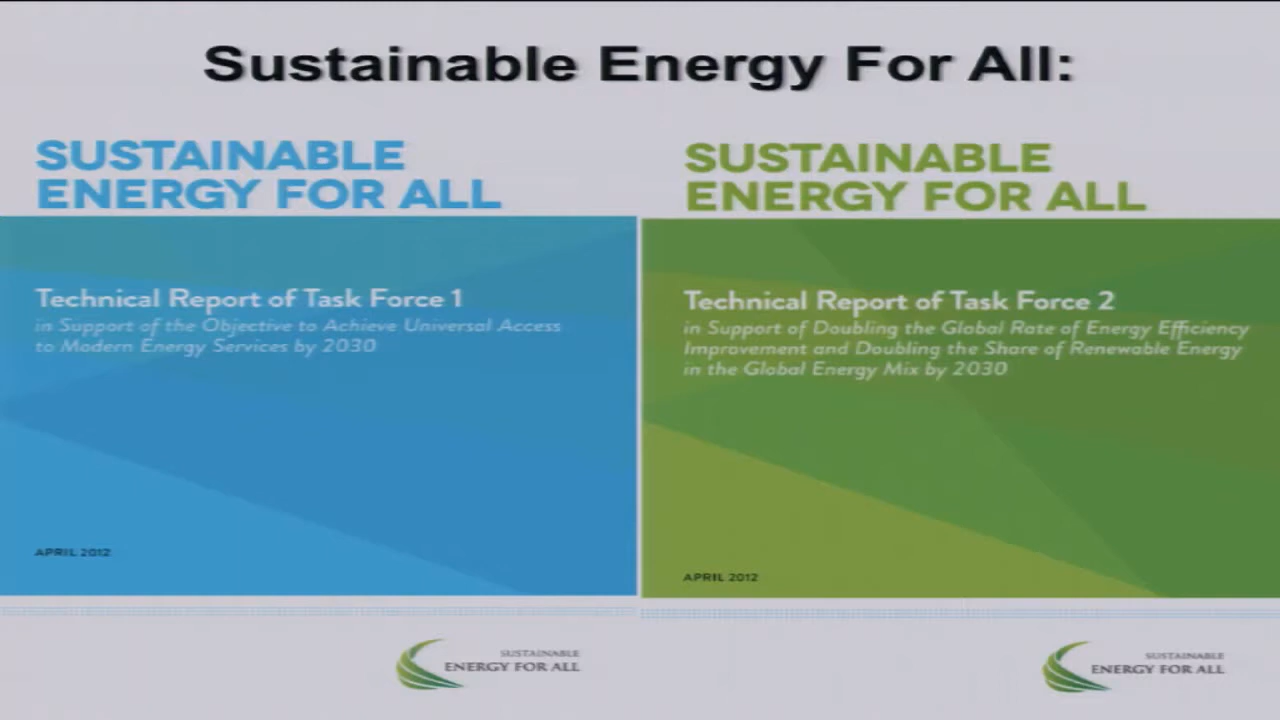 Sustainable Energy For All:
SUSTAINABLE
ENERGY FOR ALL
Technical Report of Task Force 1
in Support of the Objective to Achieve Universal Access
to Modern Energy Services by 2030
APRIL 2012
SUSTAINABLE
ENERGY FOR ALL
SUSTAINABLE
ENERGY FOR ALL
Technical Report of Task Force 2
in Support of Doubling the Global Rate of Energy Efficiency
Improvement and Doubling the Share of Renewable Energy
in the Global Energy Mix by 2030
APRIL 2012
SUSTAINABLE
ENERGY FOR ALL